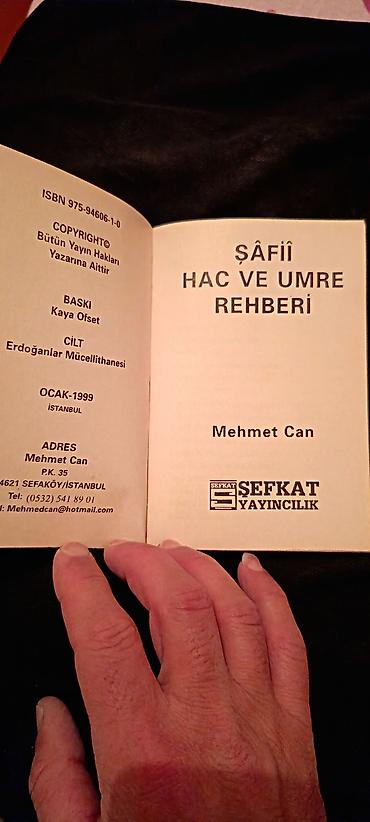 ISBN 975-94606-1-0
COPYRIGHT©
Bütün Yayın Hakları
Yazarına Aittir
BASKI
Kaya Ofset
CİLT
Erdoğanlar Mücellithanesi
OCAK-1999
İSTANBUL
ADRES
Mehmet Can
P.K. 35
4621 SEFAKÖY/İSTANBUL
Tel: (0532) 541 89 01
l: Mehmedcan@hotmail.com
ŞÂFİÎ
HAC VE UMRE
REHBERİ
Mehmet Can
ŞEFKAT
ŞEFKAT
YAYINCILIK